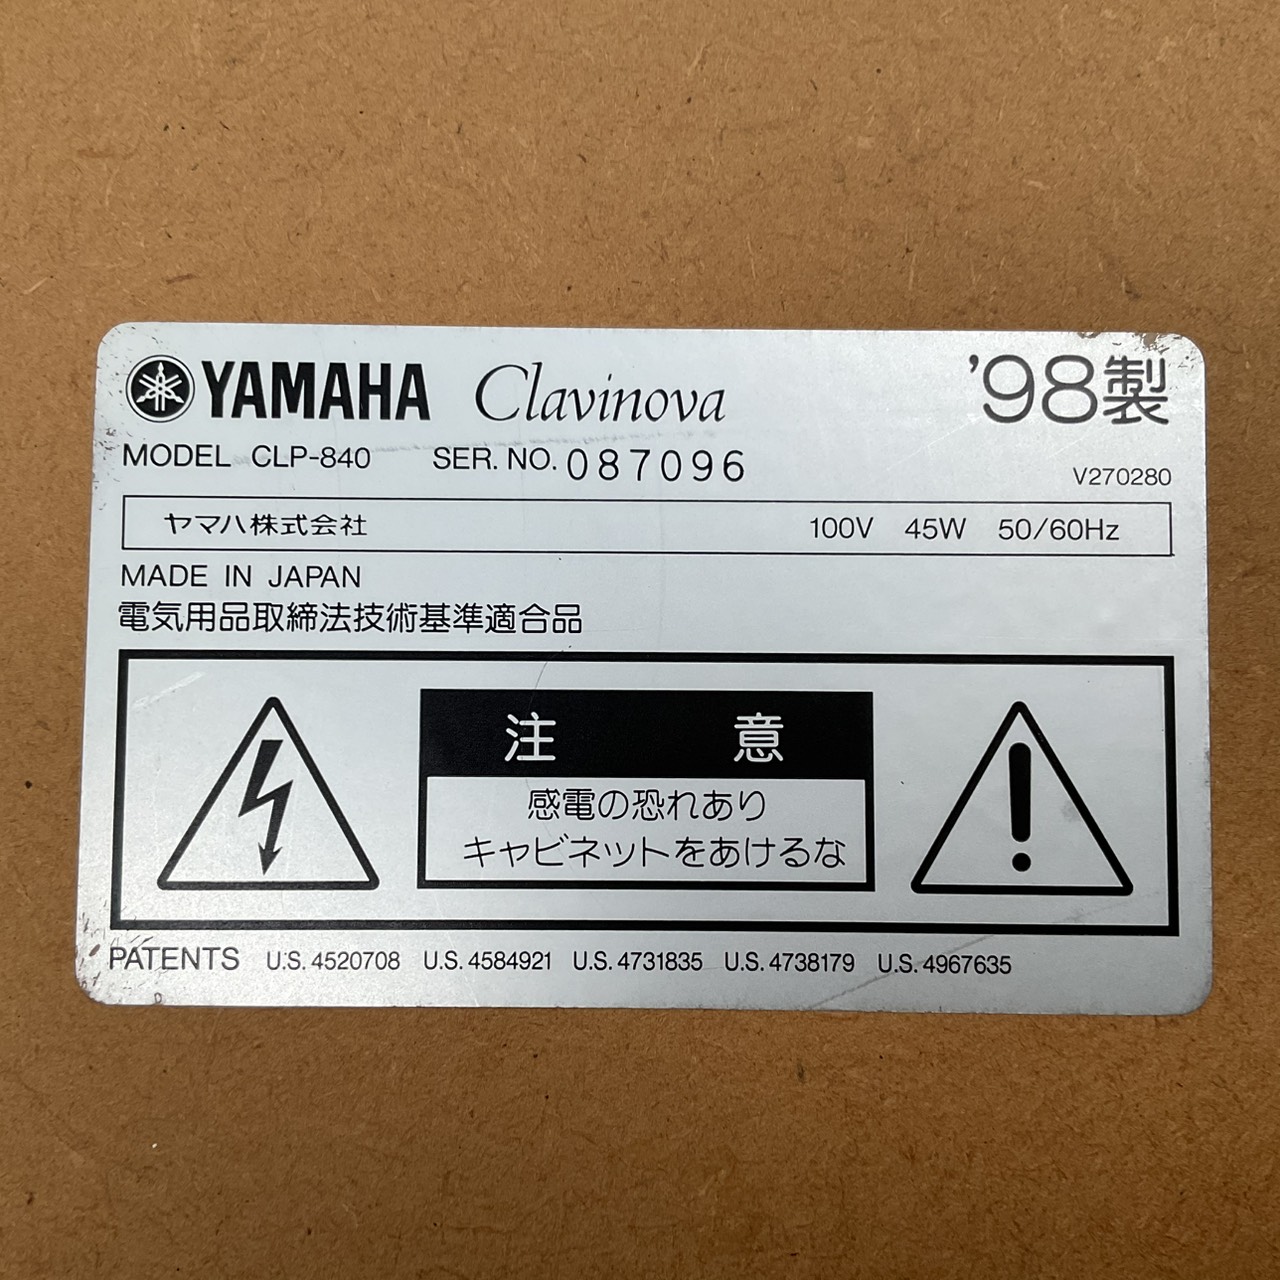 YAMAHA Clavinova '98製
MODEL CLP-840 SER. NO. 087096 V270280
ヤマハ株式会社 100V 45W 50/60Hz
MADE IN JAPAN
電気用品取締法技術基準適合品
注意
感電の恐れあり
キャビネットをあけるな
PATENTS U.S. 4520708 U.S. 4584921 U.S. 4731835 U.S. 4738179 U.S. 4967635